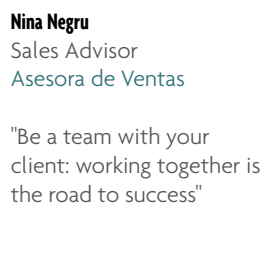 Nina Negru
Sales Advisor
Asesora de Ventas
"Be a team with your
client: working together is
the road to success"